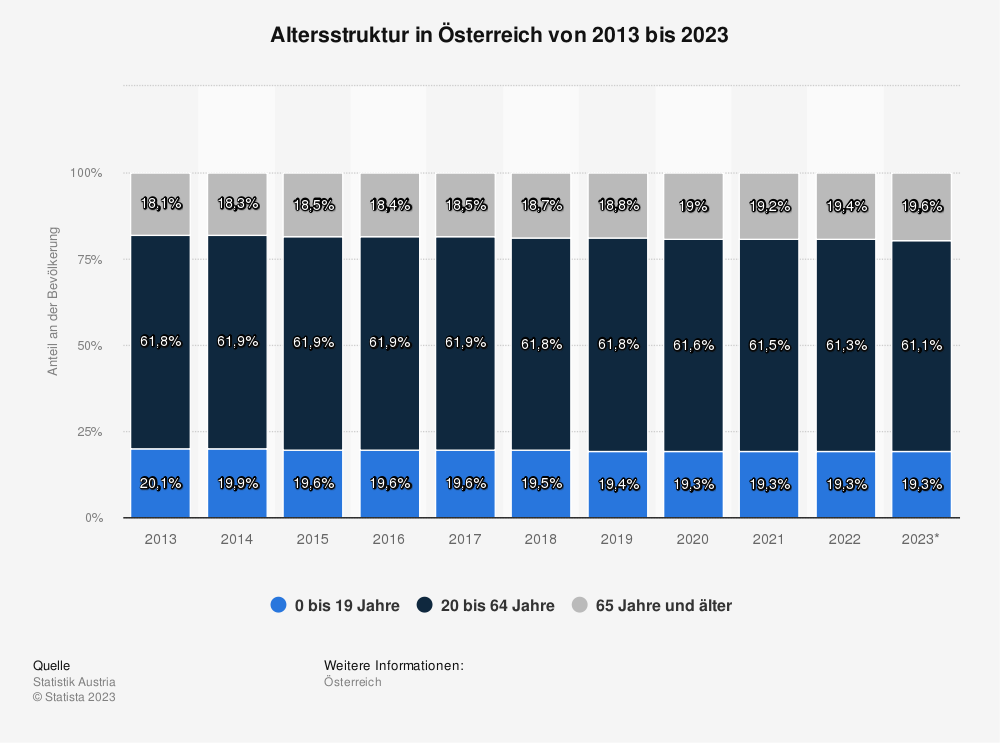 Altersstruktur in Österreich von 2013 bis 2023
Anteil an der Bevölkerung
100%
75%
50%
25%
0%
18,1% 18,3% 18,5% 18,4% 18,5% 18,7% 18,8% 19% 19,2% 19,4% 19,6%
61,8% 61,9% 61,9% 61,9% 61,9% 61,8% 61,8% 61,6% 61,5% 61,3% 61,1%
20,1% 19,9% 19,6% 19,6% 19,6% 19,5% 19,4% 19,3% 19,3% 19,3% 19,3%
2013 2014 2015 2016 2017 2018 2019 2020 2021 2022 2023*
0 bis 19 Jahre 20 bis 64 Jahre 65 Jahre und älter
Quelle
Statistik Austria
© Statista 2023
Weitere Informationen:
Österreich